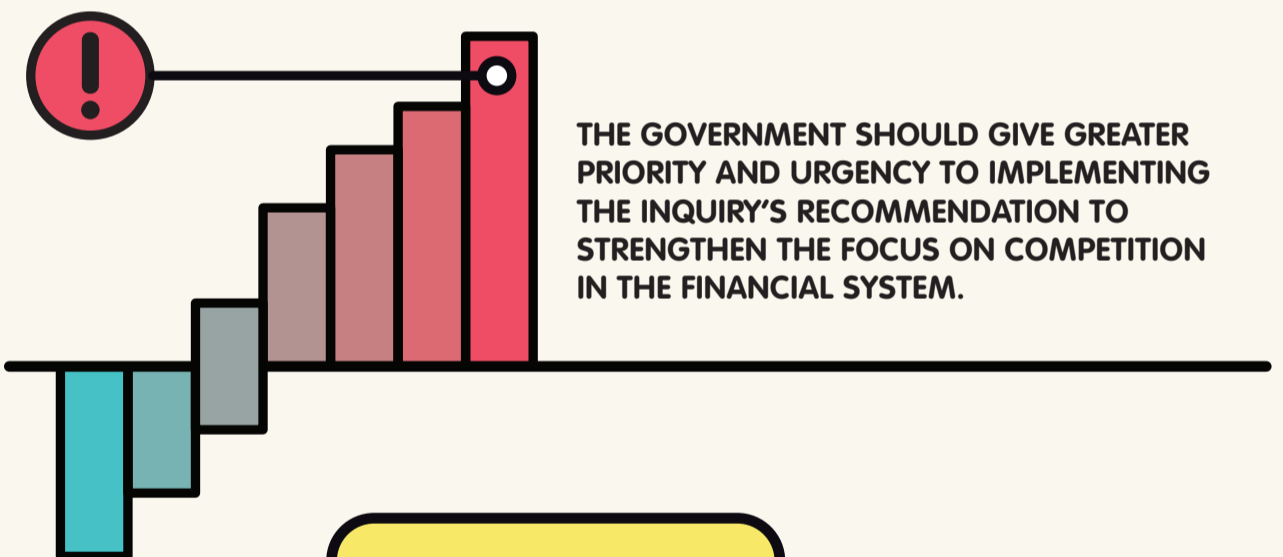 THE GOVERNMENT SHOULD GIVE GREATER
PRIORITY AND URGENCY TO IMPLEMENTING
THE INQUIRY’S RECOMMENDATION TO
STRENGTHEN THE FOCUS ON COMPETITION
IN THE FINANCIAL SYSTEM.